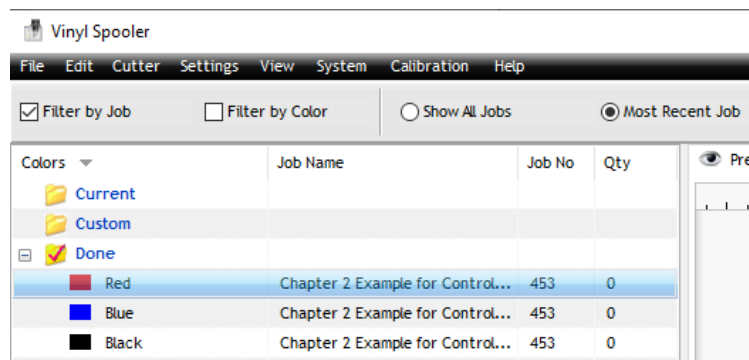 Vinyl Spooler
File Edit Cutter Settings View System Calibration Help
Filter by Job Filter by Color Show All Jobs Most Recent Job
Colors Job Name Job No Qty Pre
Current
Custom
Done
Red Chapter 2 Example for Control... 453 0
Blue Chapter 2 Example for Control... 453 0
Black Chapter 2 Example for Control... 453 0